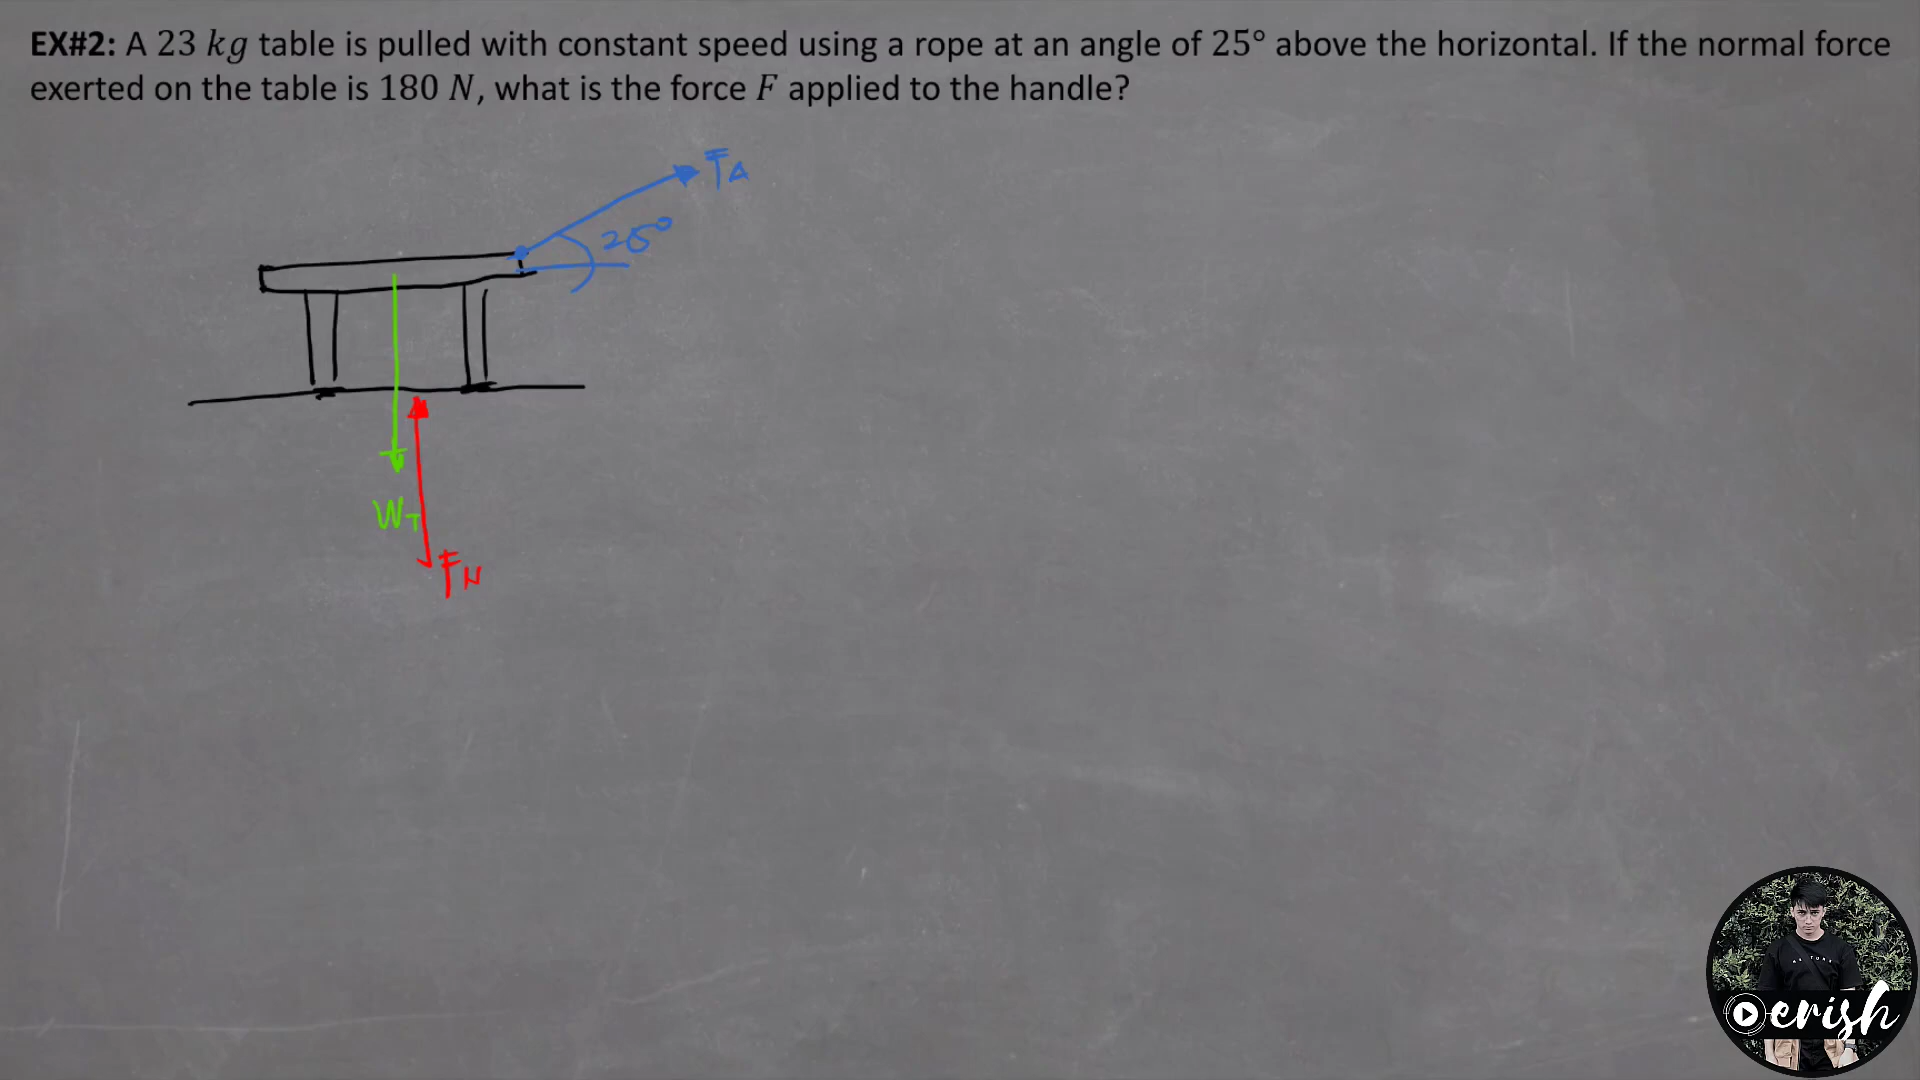 EX#2: A 23 kg table is pulled with constant speed using a rope at an angle of 25° above the horizontal. If the normal force
exerted on the table is 180 N, what is the force F applied to the handle?
FA
25°
WT
FN
erish